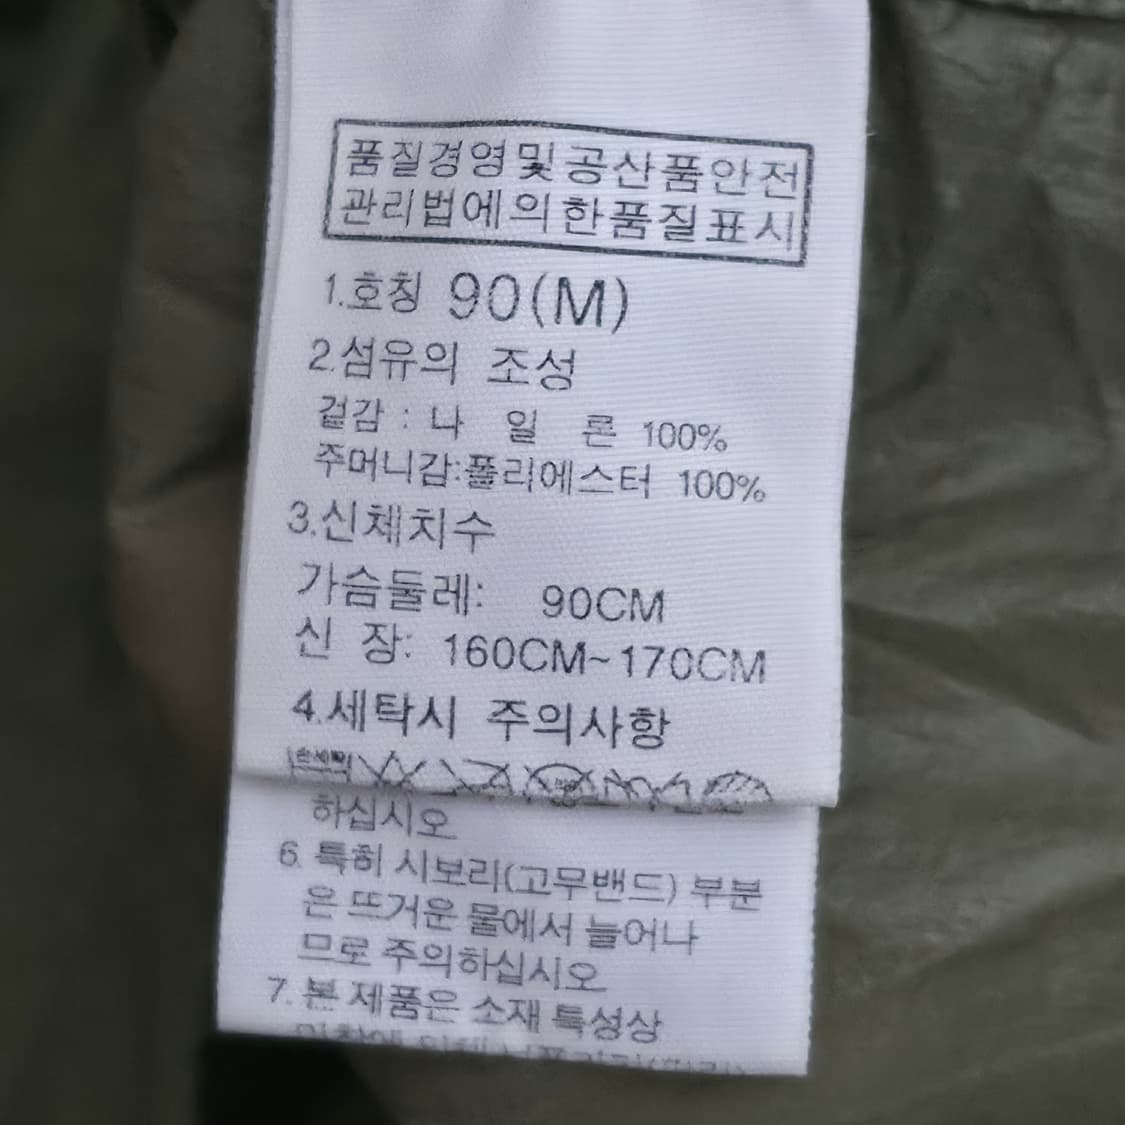 품질경영및공산품안전
관리법에의한품질표시
1.호칭 90(M)
2.섬유의 조성
겉감 : 나 일 론 100%
주머니감:폴리에스터 100%
3.신체치수
가슴둘레: 90CM
신 장: 160CM~170CM
4.세탁시 주의사항
하십시오
6. 특히 시보리(고무밴드) 부분
은 뜨거운 물에서 늘어나
므로 주의하십시오
7. 본 제품은 소재 특성상